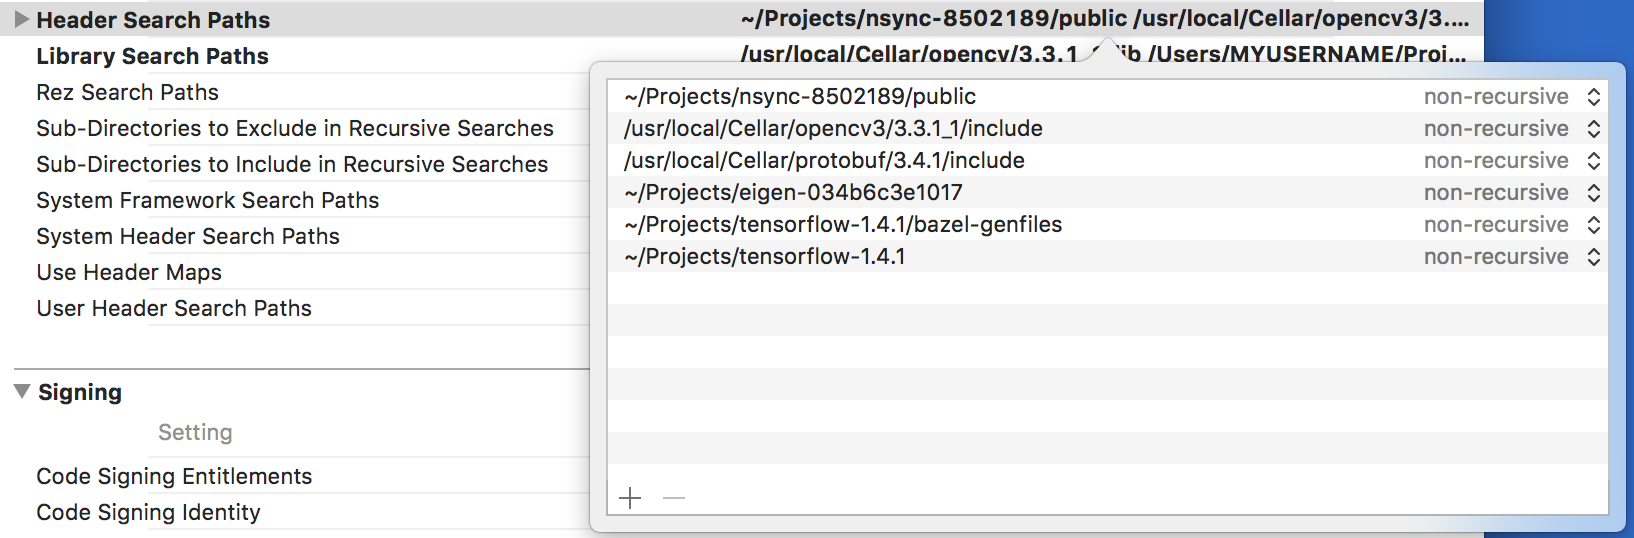 Header Search Paths ~/Projects/nsync-8502189/public /usr/local/Cellar/opencv3/3....
Library Search Paths /usr/local/Cellar/opencv/3.3.1 lib /Users/MYUSERNAME/Proj...
Rez Search Paths
Sub-Directories to Exclude in Recursive Searches
Sub-Directories to Include in Recursive Searches
System Framework Search Paths
System Header Search Paths
Use Header Maps
User Header Search Paths
~/Projects/nsync-8502189/public non-recursive
/usr/local/Cellar/opencv3/3.3.1_1/include non-recursive
/usr/local/Cellar/protobuf/3.4.1/include non-recursive
~/Projects/eigen-034b6c3e1017 non-recursive
~/Projects/tensorflow-1.4.1/bazel-genfiles non-recursive
~/Projects/tensorflow-1.4.1 non-recursive
Signing
Setting
Code Signing Entitlements
Code Signing Identity